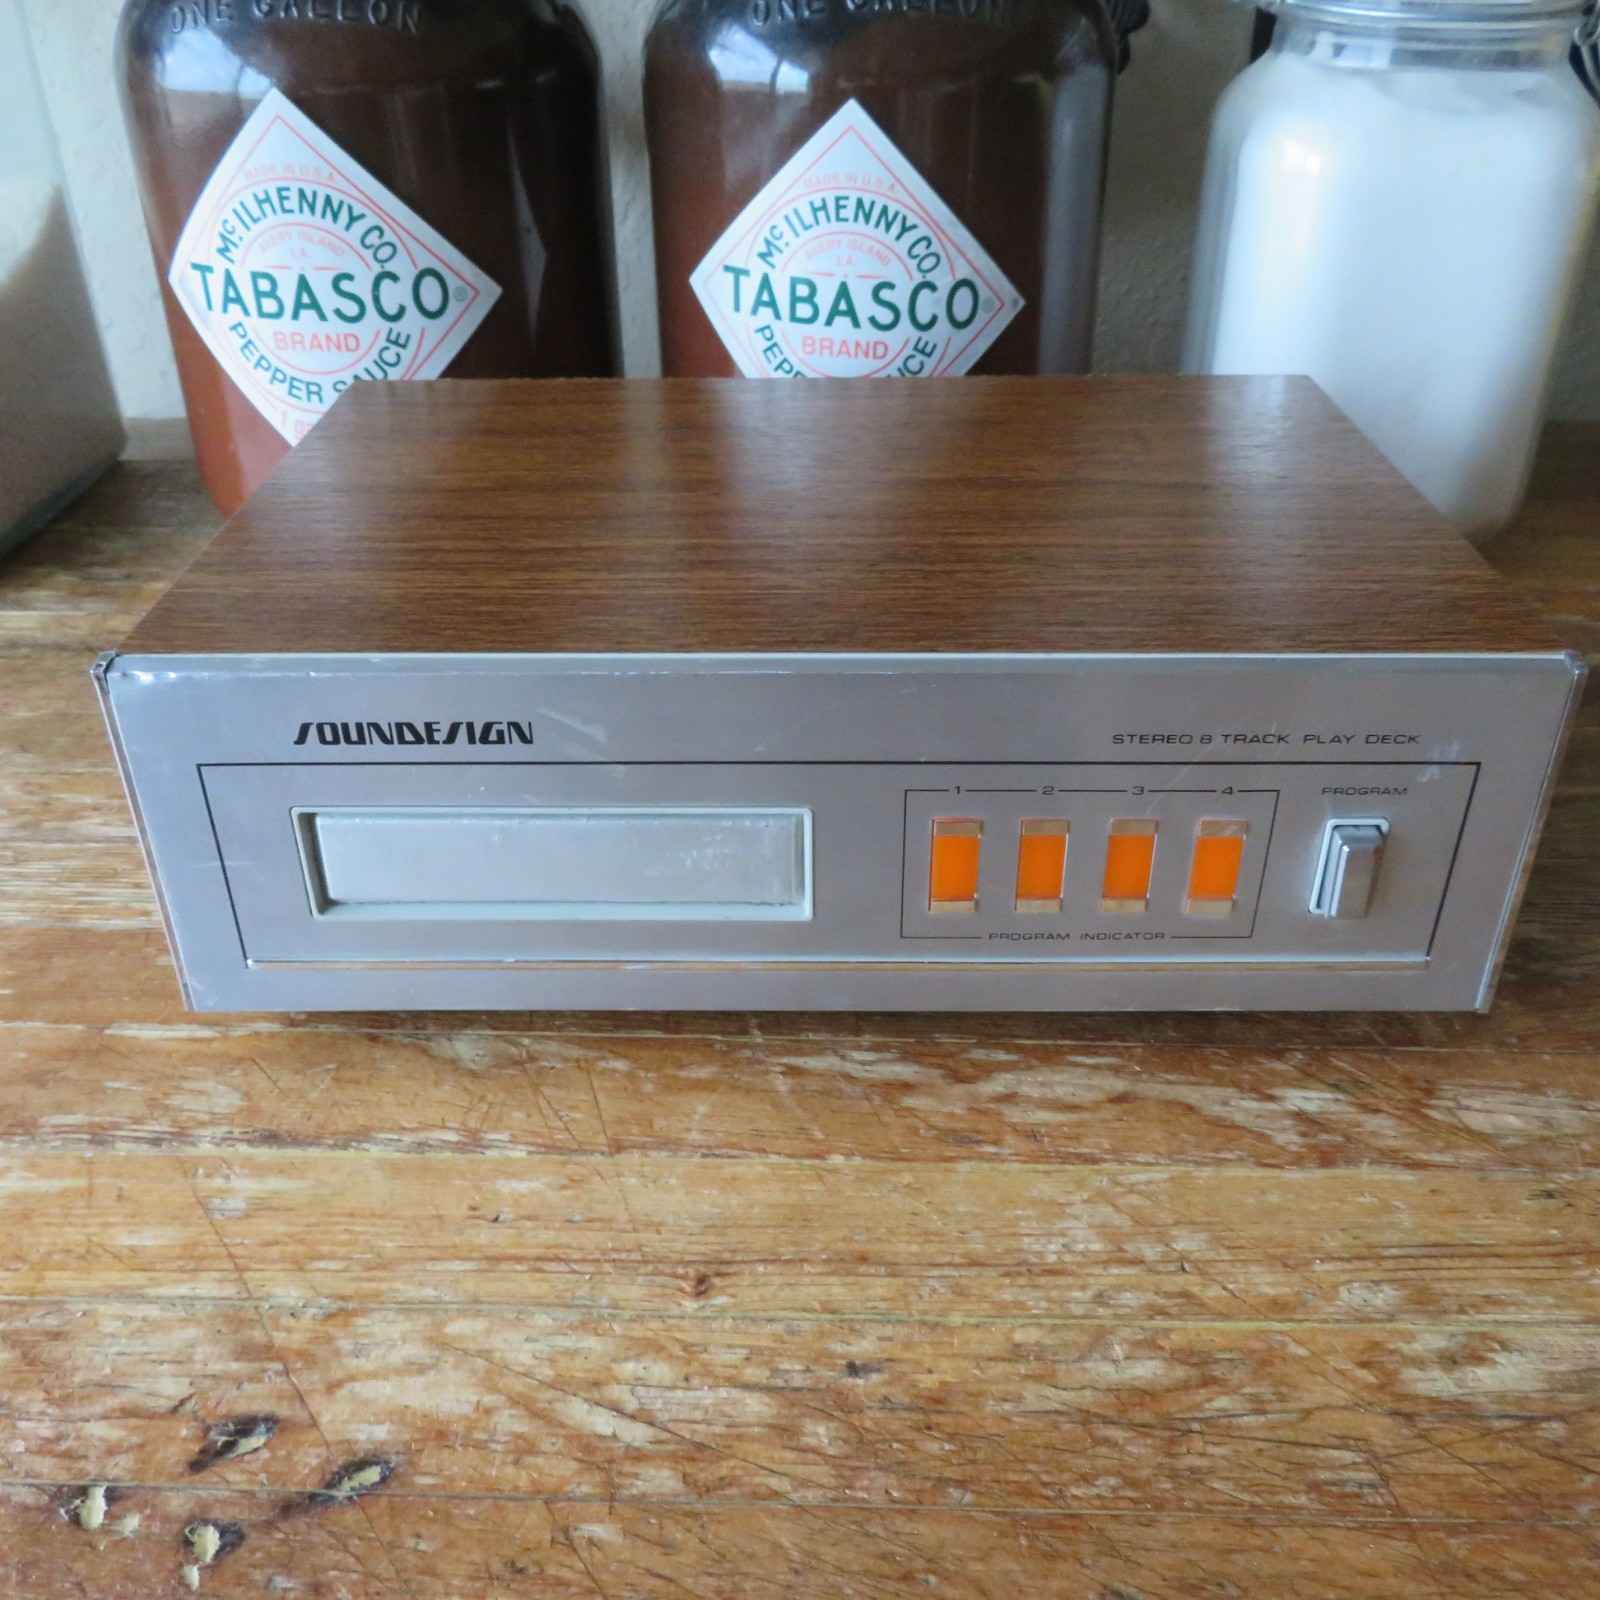 ONE GALLON
MADE IN U.S.A.
McILHENNY CO.
AVERY ISLAND
LA.
TABASCO®
BRAND
PEPPER SAUCE
1
ONE GALLON
MADE IN U.S.A.
McILHENNY CO.
AVERY ISLAND
LA.
TABASCO®
BRAND
SOUNDESIGN
STEREO 8 TRACK PLAY DECK
1 2 3 4
PROGRAM
PROGRAM INDICATOR